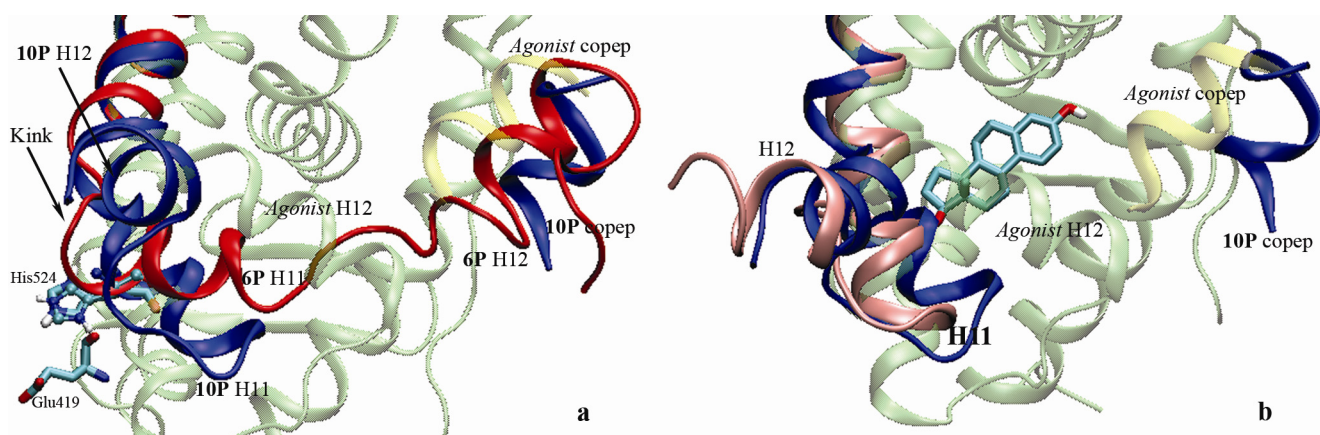 10P H12
Agonist copep
Kink
Agonist H12
His524
6P H11
6P H12
10P copep
10P H11
Glu419
a
H12
Agonist copep
Agonist H12
10P copep
H11
b